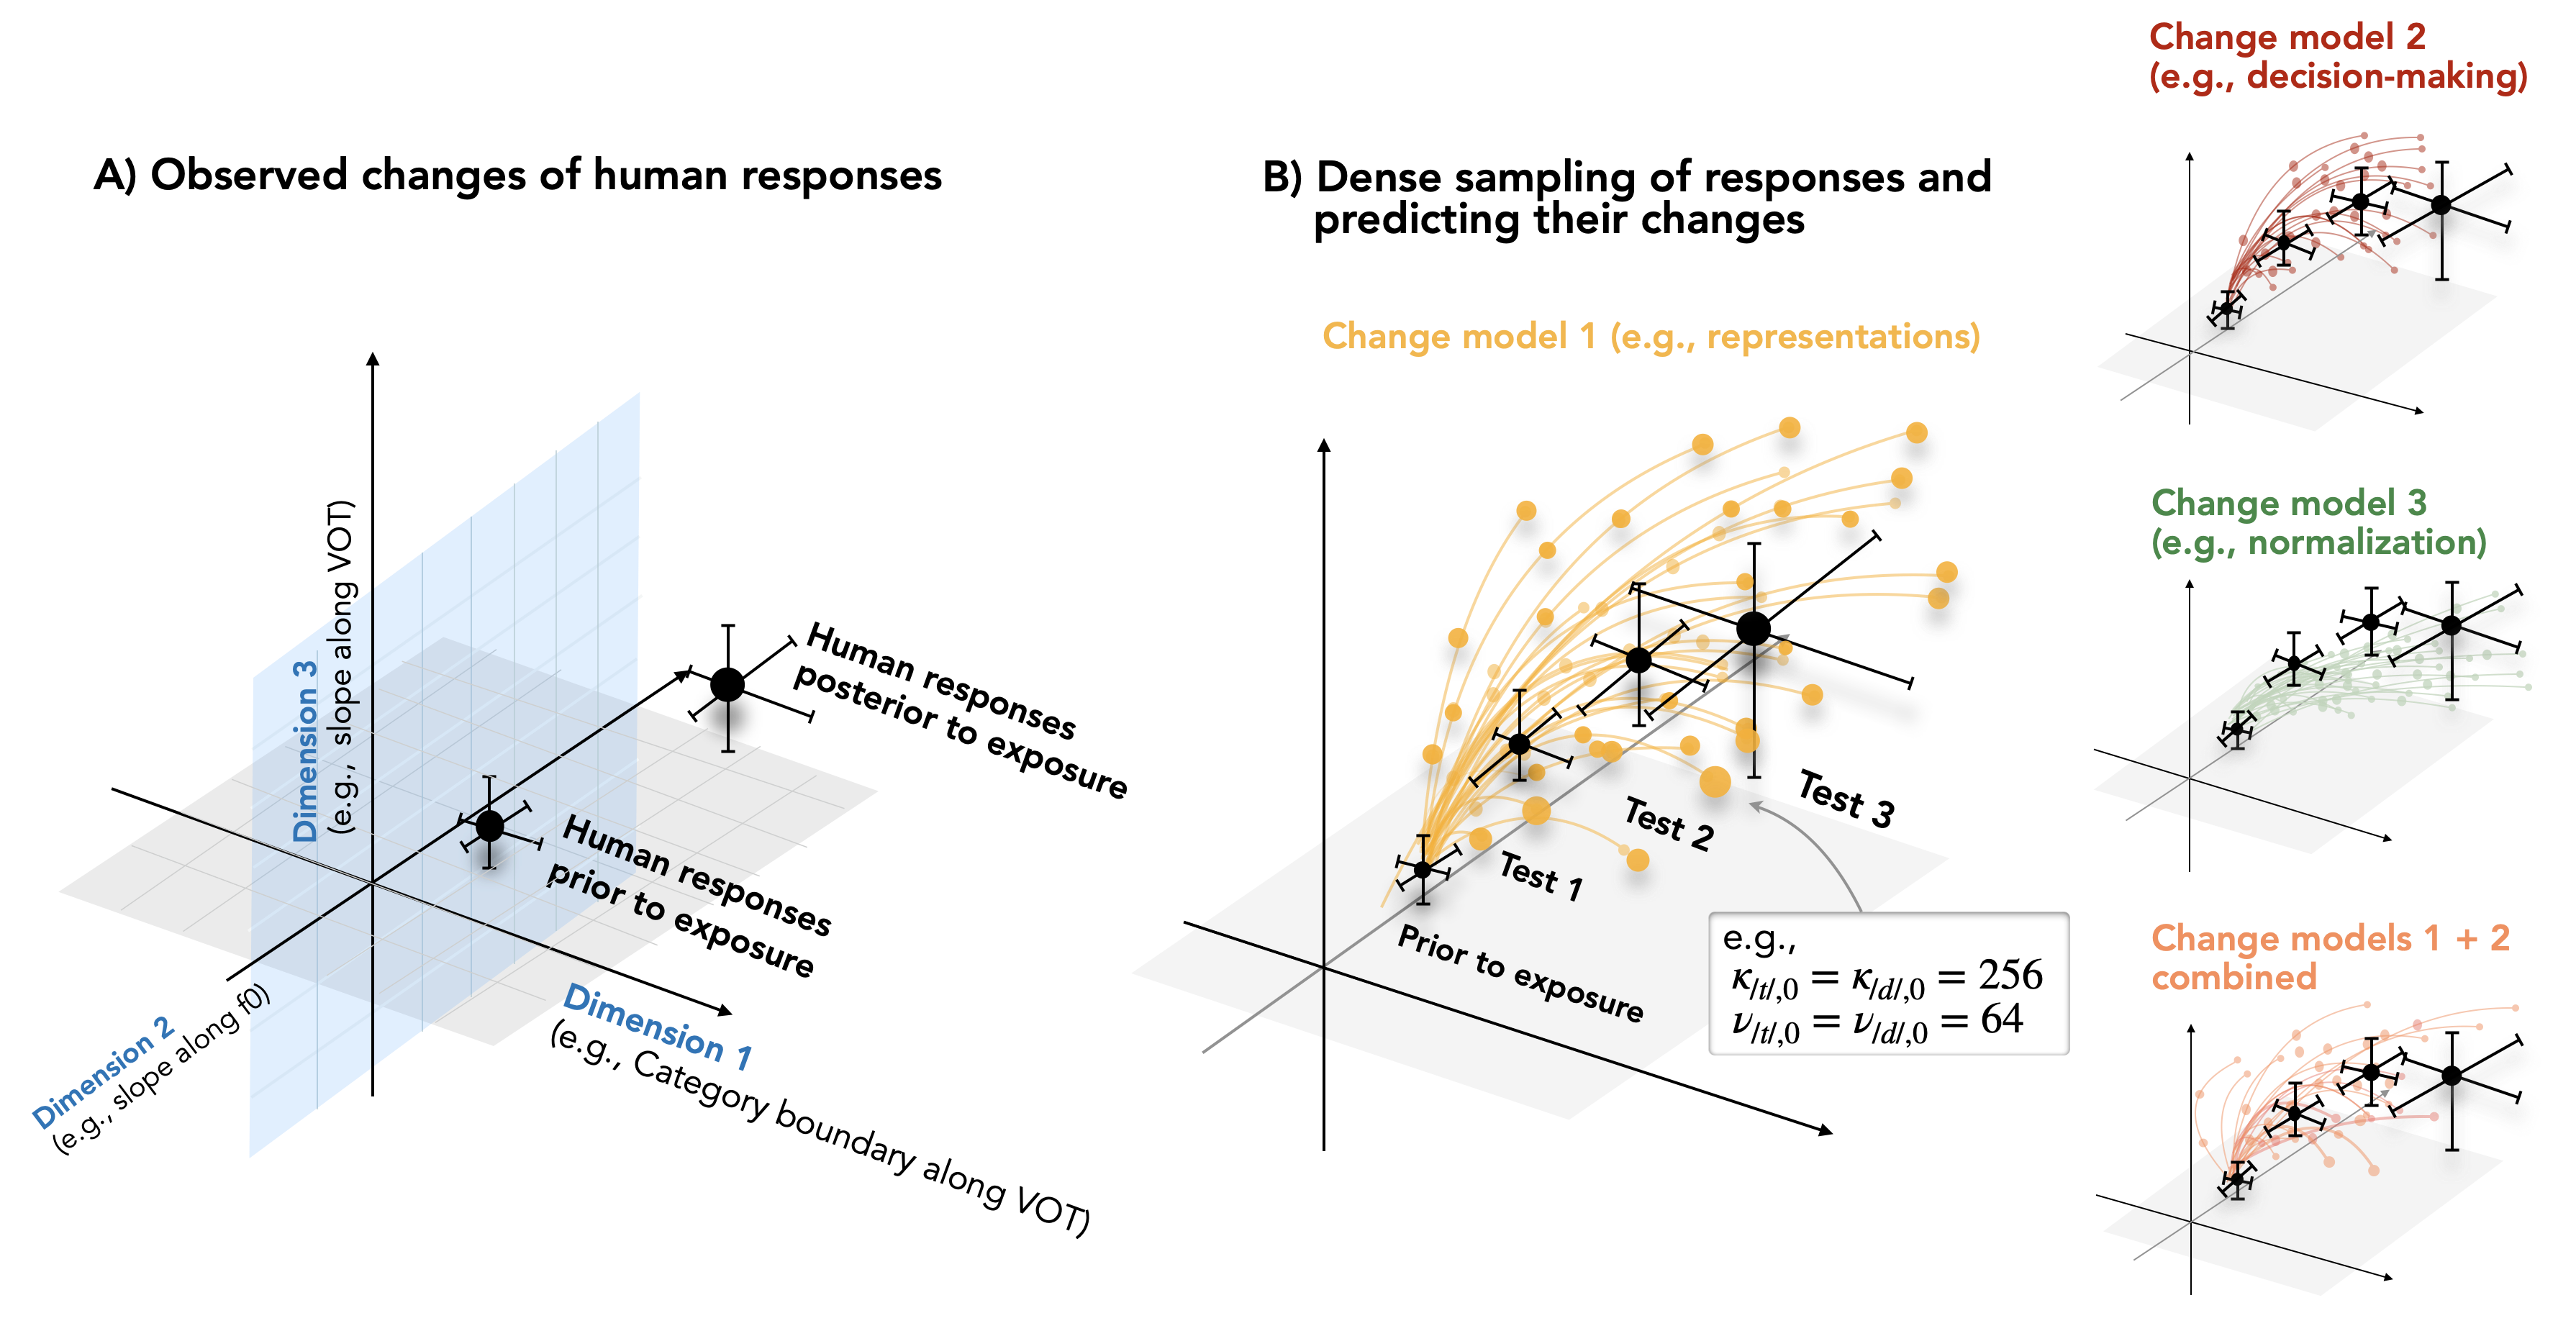 A) Observed changes of human responses
Dimension 3
(e.g., slope along VOT)
Human responses
posterior to exposure
Human responses
prior to exposure
Dimension 2
(e.g., slope along f0)
Dimension 1
(e.g., Category boundary along VOT)
B) Dense sampling of responses and
predicting their changes
Change model 1 (e.g., representations)
Test 3
Test 2
Test 1
Prior to exposure
e.g.,
κ/t/,0 = κ/d/,0 = 256
ν/t/,0 = ν/d/,0 = 64
Change model 2
(e.g., decision-making)
Change model 3
(e.g., normalization)
Change models 1 + 2
combined